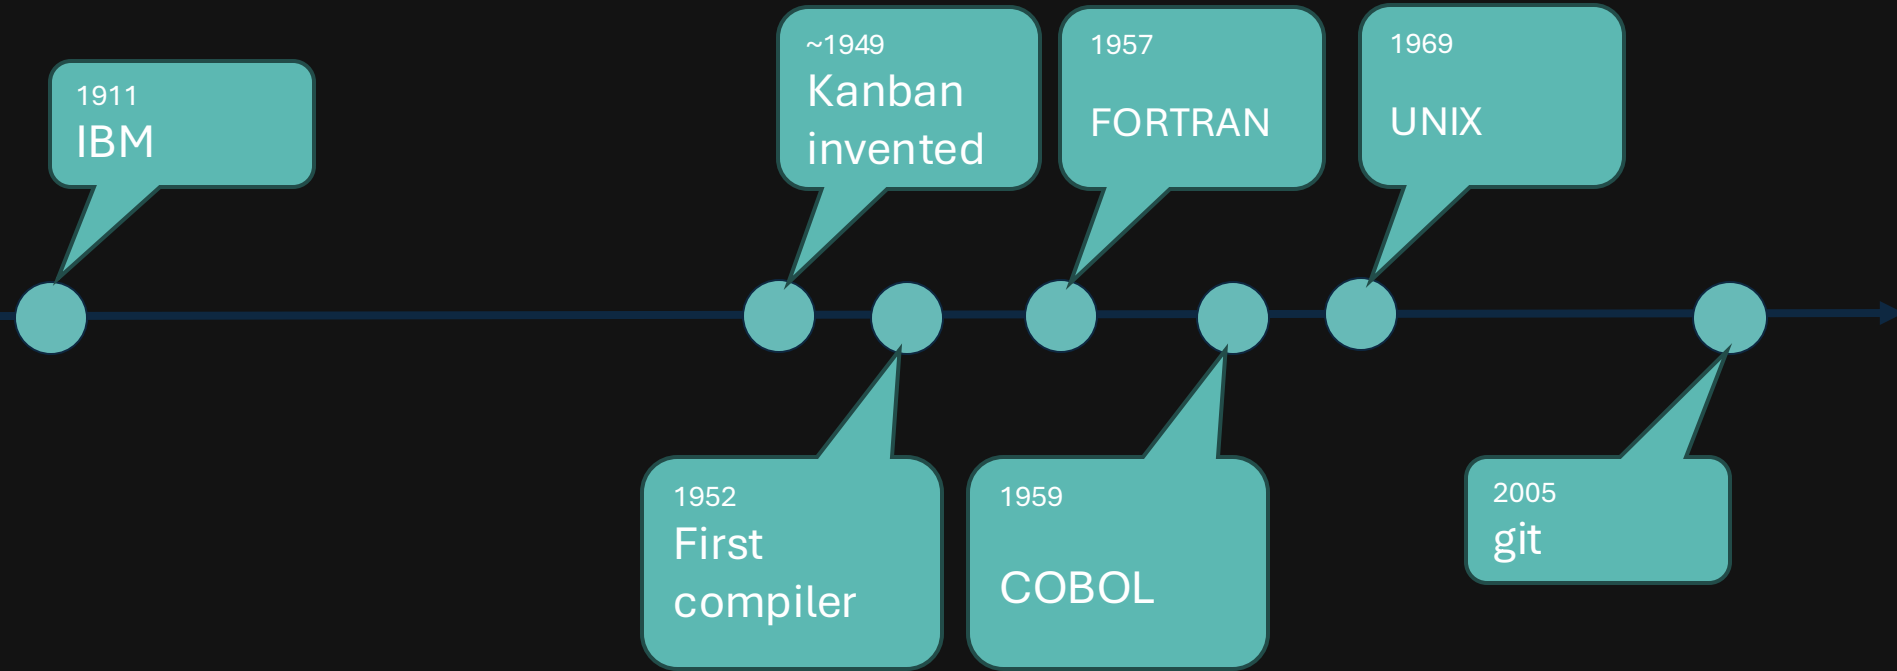 1911
IBM
~1949
Kanban
invented
1957
FORTRAN
1969
UNIX
1952
First
compiler
1959
COBOL
2005
git